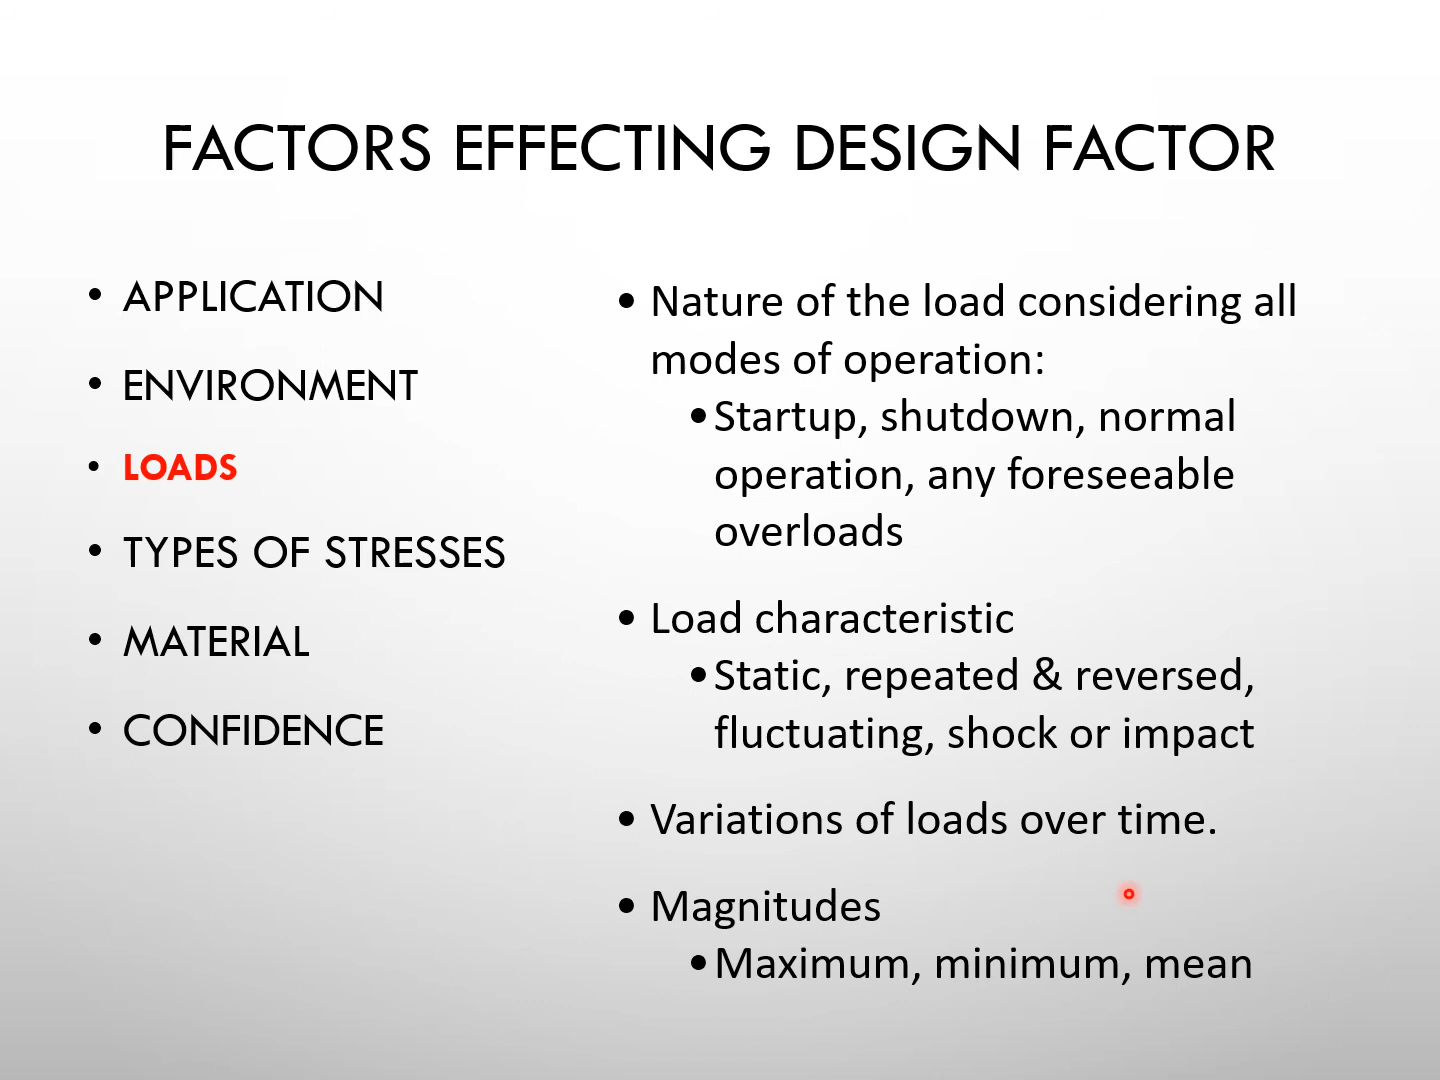 FACTORS EFFECTING DESIGN FACTOR
• APPLICATION
• ENVIRONMENT
• LOADS
• TYPES OF STRESSES
• MATERIAL
• CONFIDENCE
• Nature of the load considering all
modes of operation:
• Startup, shutdown, normal
operation, any foreseeable
overloads
• Load characteristic
• Static, repeated & reversed,
fluctuating, shock or impact
• Variations of loads over time.
• Magnitudes
• Maximum, minimum, mean